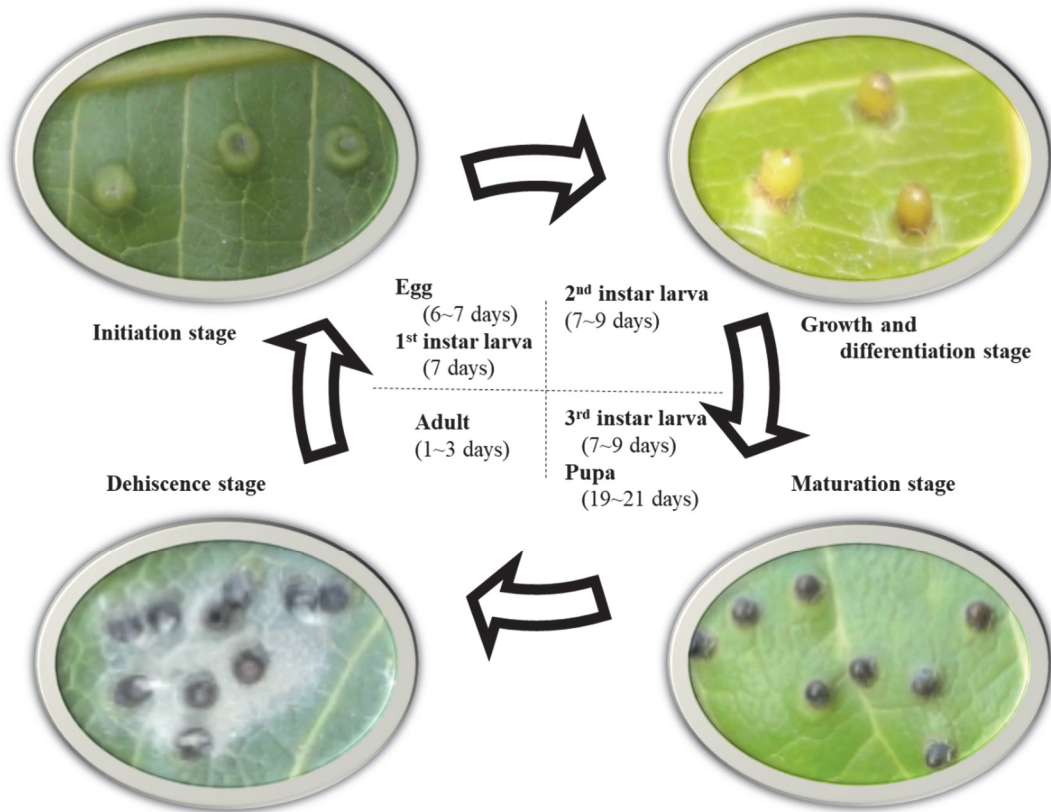 Egg
(6~7 days)
1st instar larva
(7 days)
2nd instar larva
(7~9 days)
Initiation stage
Growth and
differentiation stage
Adult
(1~3 days)
3rd instar larva
(7~9 days)
Pupa
(19~21 days)
Dehiscence stage
Maturation stage